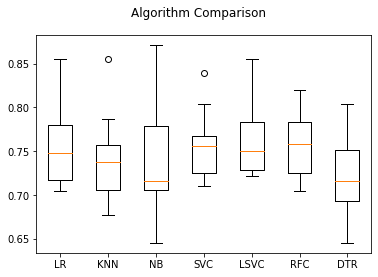 Algorithm Comparison
0.85
0.80
0.75
0.70
0.65
LR KNN NB SVC LSVC RFC DTR